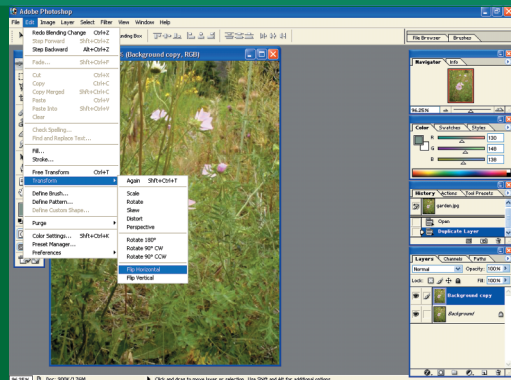 Adobe Photoshop
File Edit Image Layer Select Filter View Window Help
File Browser Brushes
Redo Blending Change Ctrl+Z
Step Forward Shft+Ctrl+Z
Step Backward Alt+Ctrl+Z
Fade... Shft+Ctrl+F
Cut Ctrl+X
Copy Ctrl+C
Copy Merged Shft+Ctrl+C
Paste Ctrl+V
Paste Into Shft+Ctrl+V
Clear
Check Spelling...
Find and Replace Text...
Fill...
Stroke...
Free Transform Ctrl+T
Transform
Define Brush...
Define Pattern...
Define Custom Shape...
Purge
Color Settings... Shft+Ctrl+K
Preset Manager...
Preferences
Again Shft+Ctrl+T
Scale
Rotate
Skew
Distort
Perspective
Rotate 180°
Rotate 90° CW
Rotate 90° CCW
Flip Horizontal
Flip Vertical
(Background copy, RGB)
Navigator Info
96.25%
Color Swatches Styles
R 130
G 146
B 138
History Actions Tool Presets
garden.jpg
Open
Duplicate Layer
Layers Channels Paths
Normal Opacity: 100%
Lock: Fill: 100%
Background copy
Background
Click and drag to move layer or selection. Use Shift and Alt for additional options.